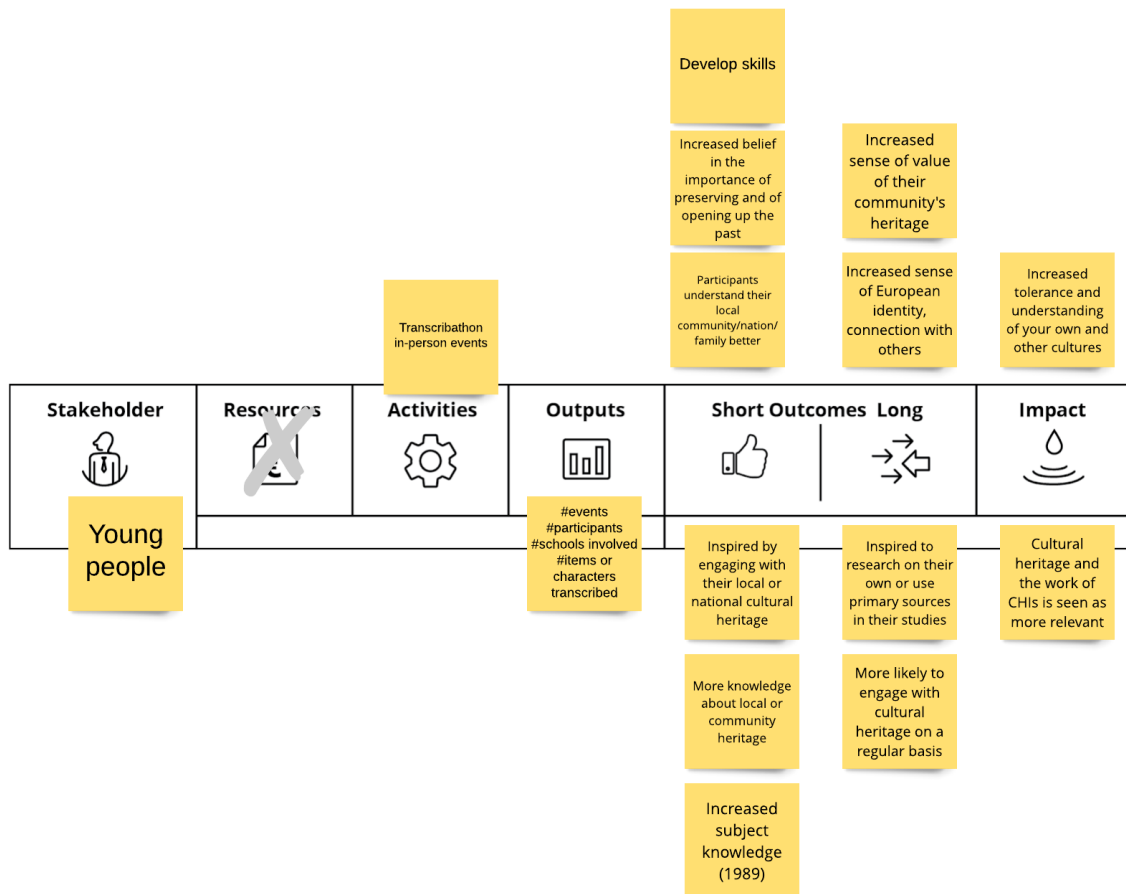 Develop skills
Increased belief
in the
importance of
preserving and of
opening up the
past
Increased
sense of value
of their
community's
heritage
Participants
understand their
local
community/nation/
family better
Increased sense
of European
identity,
connection with
others
Increased
tolerance and
understanding
of your own and
other cultures
Transcribathon
in-person events
Stakeholder
Resources
Activities
Outputs
Short Outcomes Long
Impact
€
Young
people
#events
#participants
#schools involved
#items or
characters
transcribed
Inspired by
engaging with
their local or
national cultural
heritage
Inspired to
research on their
own or use
primary sources
in their studies
Cultural
heritage and
the work of
CHIs is seen as
more relevant
More knowledge
about local or
community
heritage
More likely to
engage with
cultural
heritage on a
regular basis
Increased
subject
knowledge
(1989)